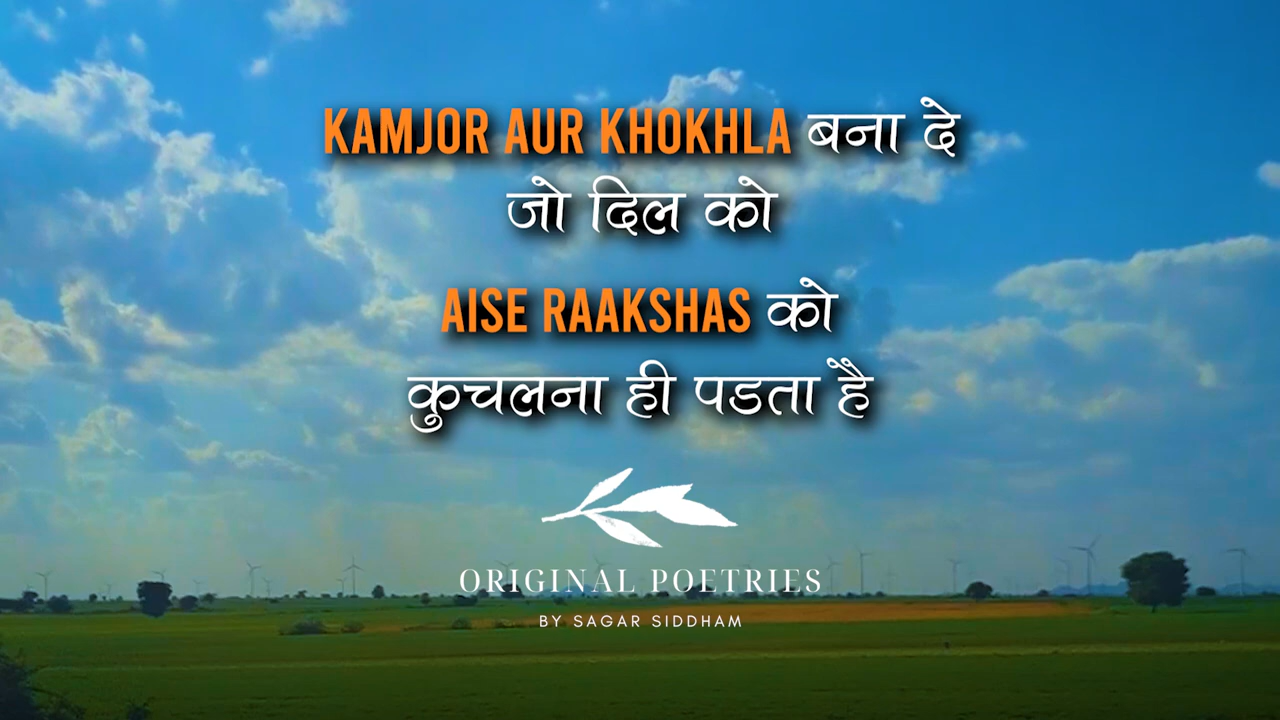 KAMJOR AUR KHOKHLA बना दे
जो दिल को
AISE RAAKSHAS को
कुचलना ही पडता है
ORIGINAL POETRIES
BY SAGAR SIDDHAM